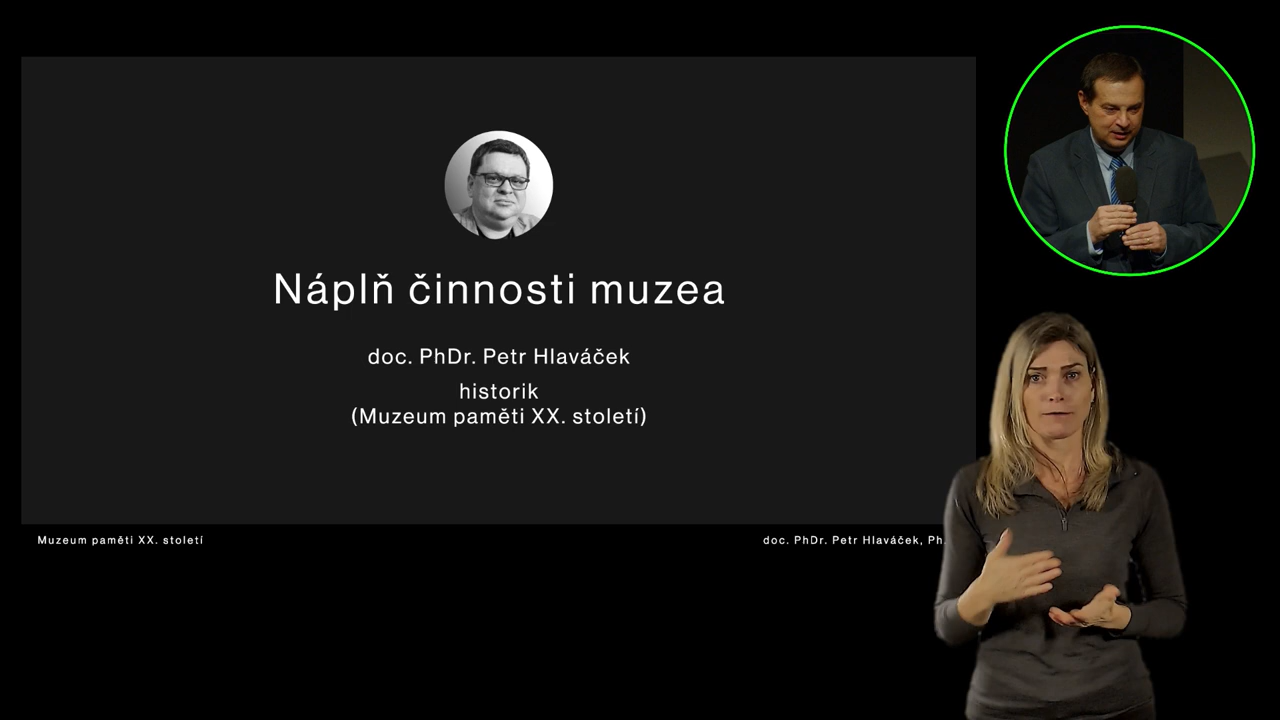 Náplň činnosti muzea
doc. PhDr. Petr Hlaváček
historik
(Muzeum paměti XX. století)
Muzeum paměti XX. století
doc. PhDr. Petr Hlaváček, Ph.